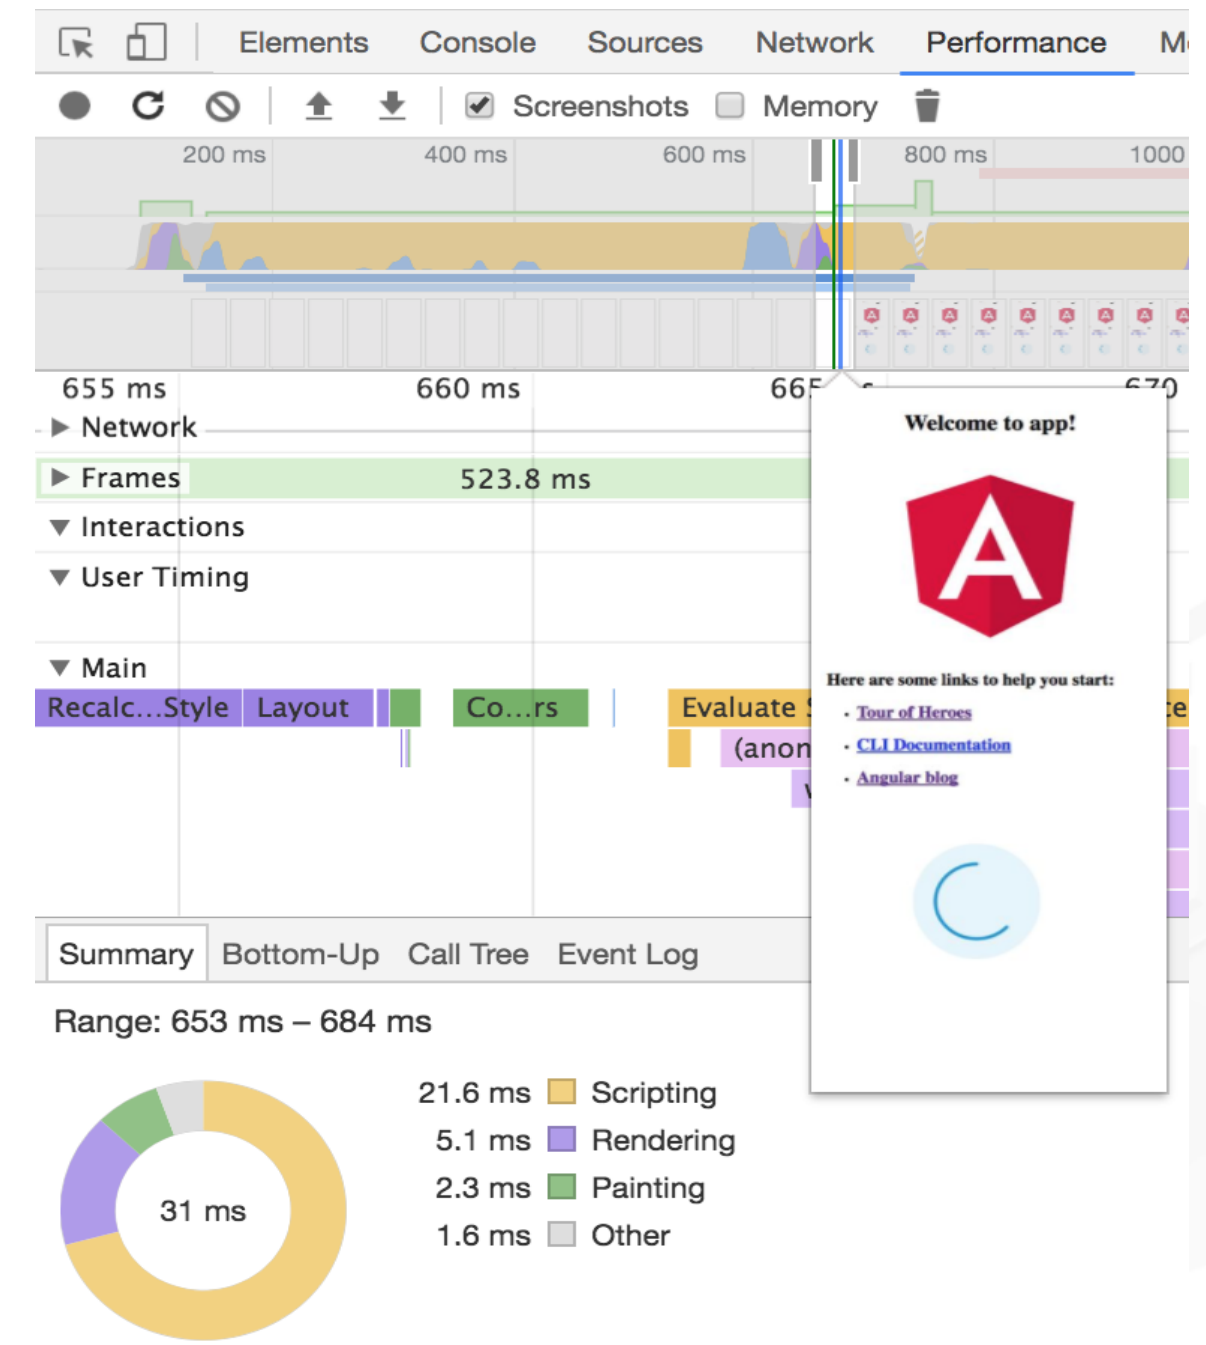 Elements Console Sources Network Performance
Screenshots Memory
200 ms 400 ms 600 ms 800 ms 1000
655 ms 660 ms 670
Network
Frames 523.8 ms
Interactions
User Timing
Main
Recalc...Style Layout Co...rs Evaluate
(anon
Welcome to app!
A
Here are some links to help you start:
Tour of Heroes
CLI Documentation
Angular blog
Summary Bottom-Up Call Tree Event Log
Range: 653 ms – 684 ms
31 ms
21.6 ms Scripting
5.1 ms Rendering
2.3 ms Painting
1.6 ms Other